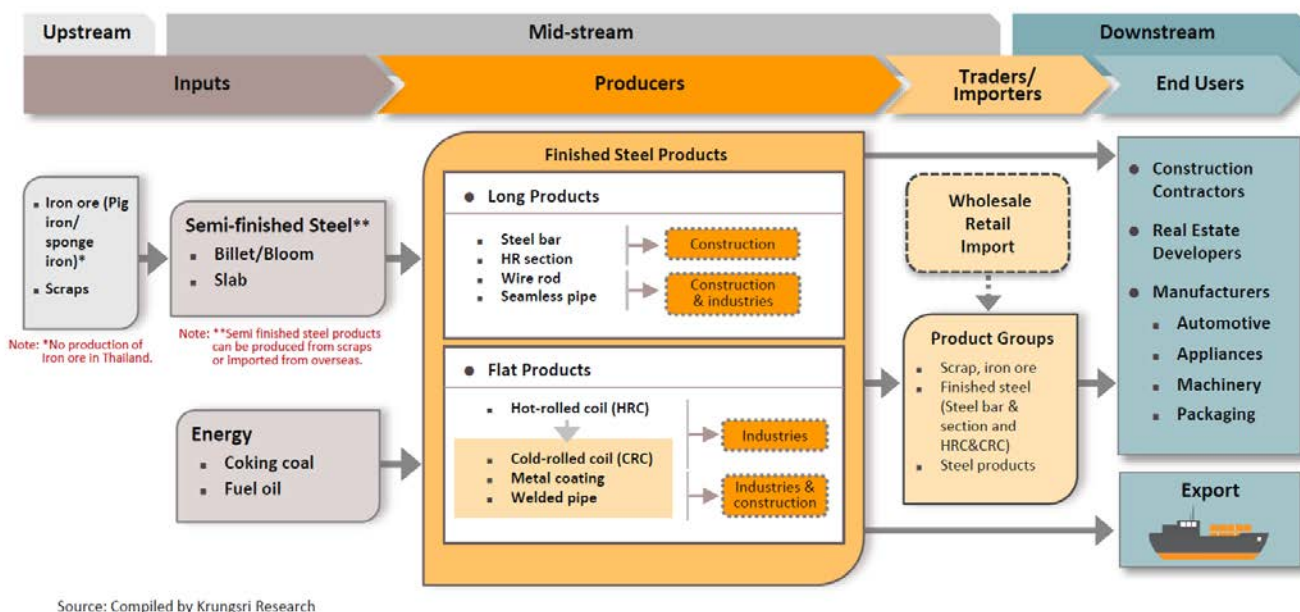 Upstream
Mid-stream
Downstream
Inputs
Producers
Traders/
Importers
End Users
● Iron ore (Pig
iron/
sponge
iron)*
▪ Scraps
Note: *No production of
Iron ore in Thailand.
Semi-finished Steel**
▪ Billet/Bloom
▪ Slab
Note: **Semi finished steel products
can be produced from scraps
or imported from overseas.
Energy
▪ Coking coal
▪ Fuel oil
Finished Steel Products
● Long Products
▪ Steel bar
▪ HR section
▪ Wire rod
▪ Seamless pipe
Construction
Construction
& industries
● Flat Products
▪ Hot-rolled coil (HRC)
▪ Cold-rolled coil (CRC)
▪ Metal coating
▪ Welded pipe
Industries
Industries &
construction
Wholesale
Retail
Import
Product Groups
▪ Scrap, iron ore
▪ Finished steel
(Steel bar &
section and
HRC&CRC)
▪ Steel products
● Construction
Contractors
● Real Estate
Developers
● Manufacturers
▪ Automotive
▪ Appliances
▪ Machinery
▪ Packaging
Export
Source: Compiled by Krungsri Research